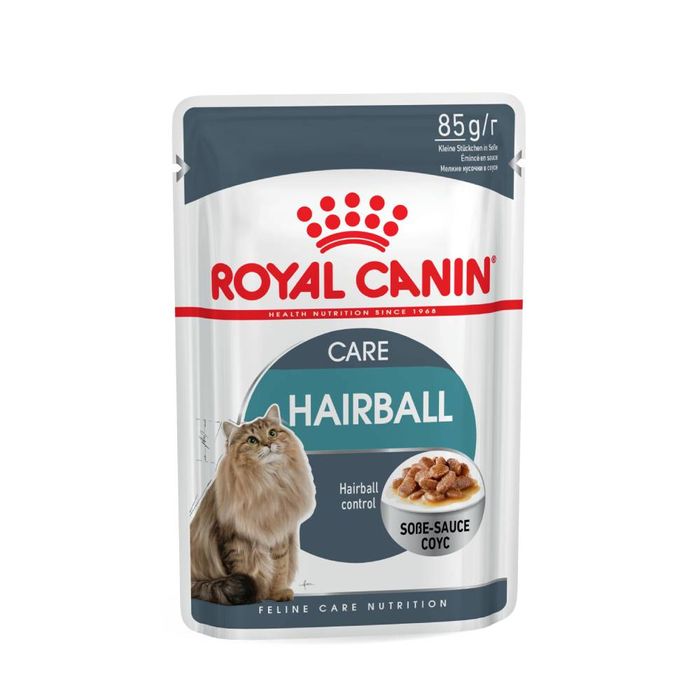 85g/г
Kleine Stückchen in Soße
Émincé en sauce
Мелкие кусочки в соусе
ROYAL CANIN®
HEALTH NUTRITION SINCE 1968
CARE
HAIRBALL
Hairball
control
SOßE-SAUCE
СОУС
FELINE CARE NUTRITION